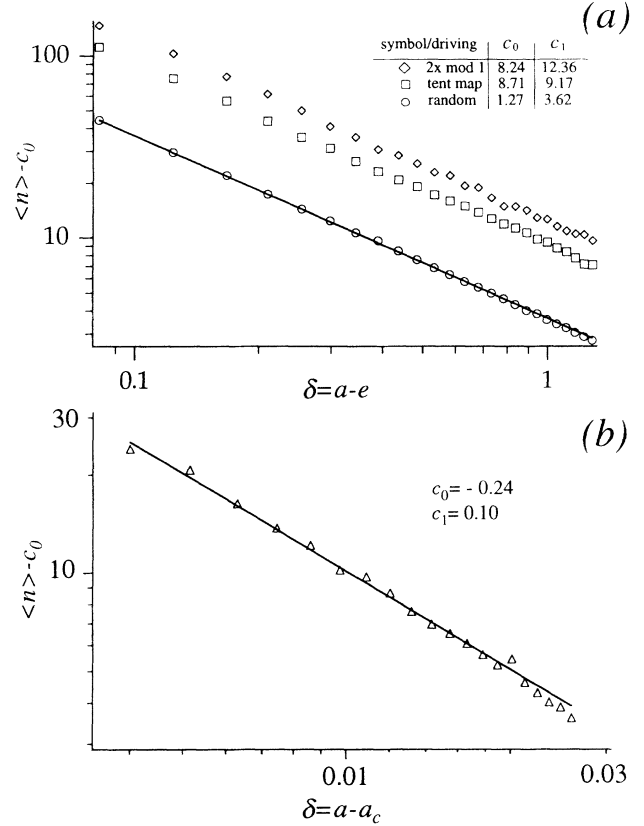 (a)
symbol/driving c₀ c₁
◇ 2x mod 1 8.24 12.36
□ tent map 8.71 9.17
○ random 1.27 3.62
100
10
<n>-c₀
0.1 1
δ=a-e
(b)
30
c₀= - 0.24
c₁= 0.10
10
<n>-c₀
0.01 0.03
δ=a-a_c